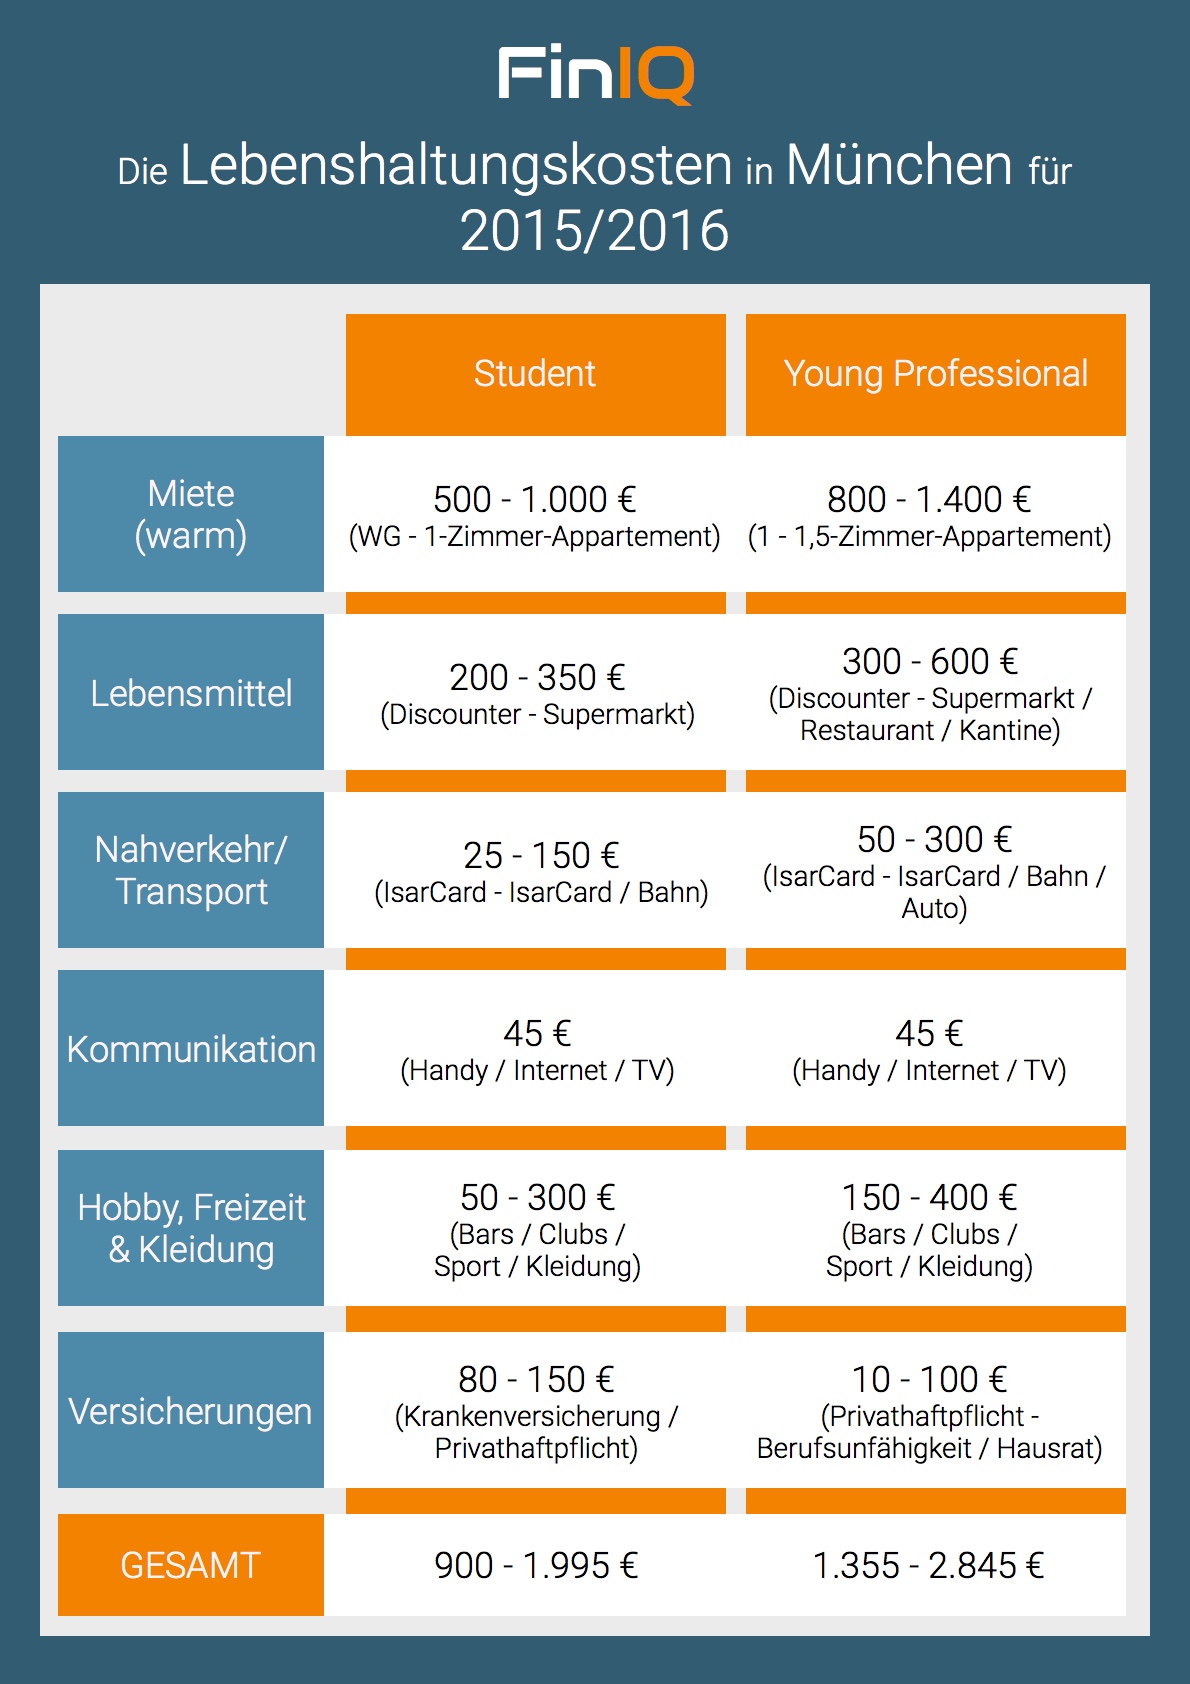 FinIQ
Die Lebenshaltungskosten in München für
2015/2016
Student
Young Professional
Miete
(warm)
500 - 1.000 €
(WG - 1-Zimmer-Appartement)
800 - 1.400 €
(1 - 1,5-Zimmer-Appartement)
Lebensmittel
200 - 350 €
(Discounter - Supermarkt)
300 - 600 €
(Discounter - Supermarkt /
Restaurant / Kantine)
Nahverkehr/
Transport
25 - 150 €
(IsarCard - IsarCard / Bahn)
50 - 300 €
(IsarCard - IsarCard / Bahn /
Auto)
Kommunikation
45 €
(Handy / Internet / TV)
45 €
(Handy / Internet / TV)
Hobby, Freizeit
& Kleidung
50 - 300 €
(Bars / Clubs /
Sport / Kleidung)
150 - 400 €
(Bars / Clubs /
Sport / Kleidung)
Versicherungen
80 - 150 €
(Krankenversicherung /
Privathaftpflicht)
10 - 100 €
(Privathaftpflicht -
Berufsunfähigkeit / Hausrat)
GESAMT
900 - 1.995 €
1.355 - 2.845 €